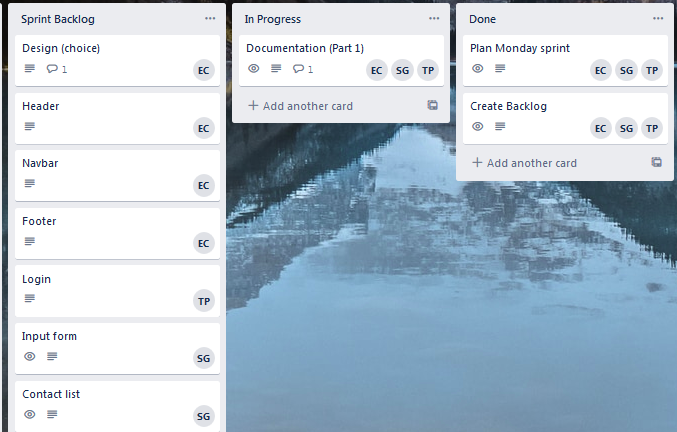 Sprint Backlog
Design (choice)
1
EC
Header
EC
Navbar
EC
Footer
EC
Login
TP
Input form
SG
Contact list
SG
In Progress
Documentation (Part 1)
1 EC SG TP
Add another card
Done
Plan Monday sprint
EC SG TP
Create Backlog
EC SG TP
Add another card